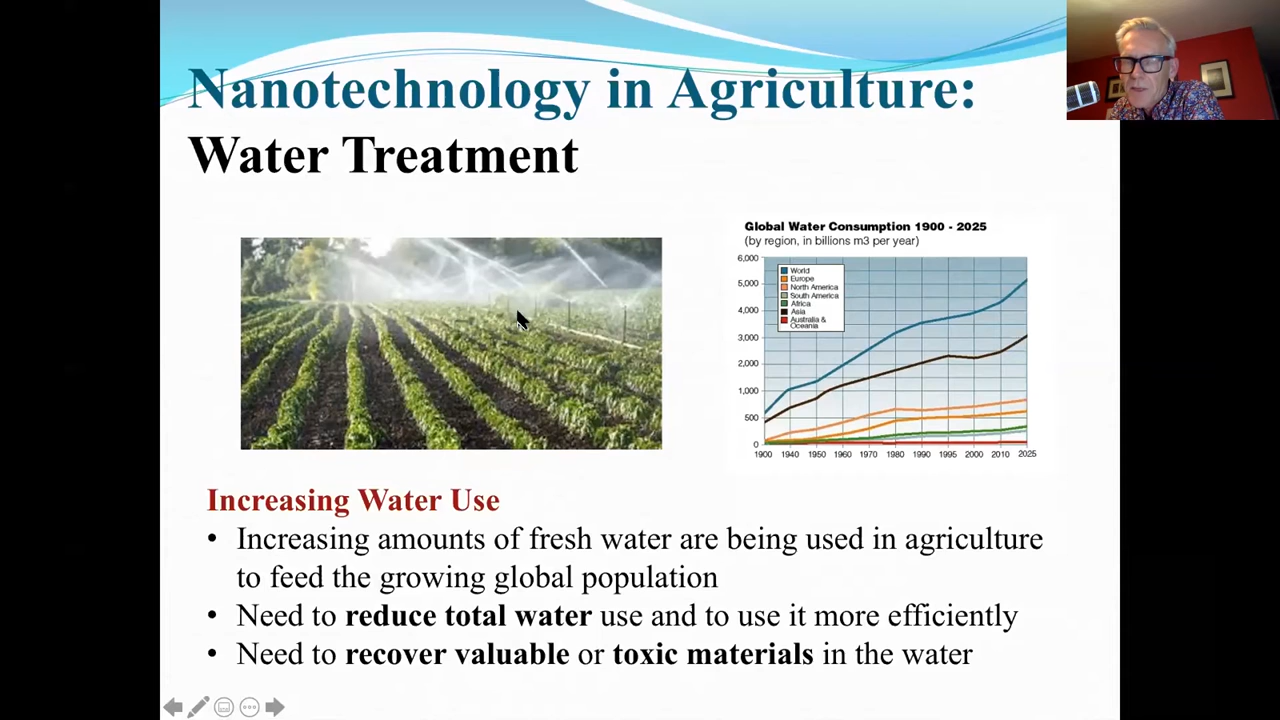 Nanotechnology in Agriculture:
Water Treatment
Global Water Consumption 1900 - 2025
(by region, in billions m3 per year)
6,000
5,000
4,000
3,000
2,000
1,000
500
0
World
Europe
North America
South America
Africa
Asia
Australia &
Oceania
1900 1940 1950 1960 1970 1980 1990 1995 2000 2010 2025
Increasing Water Use
• Increasing amounts of fresh water are being used in agriculture
to feed the growing global population
• Need to reduce total water use and to use it more efficiently
• Need to recover valuable or toxic materials in the water